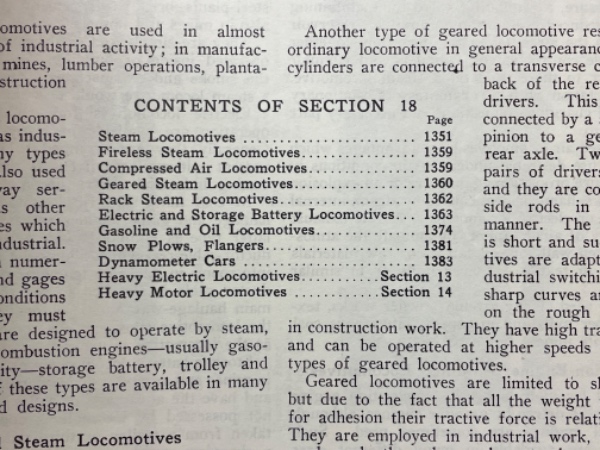 omotives are used in almost
of industrial activity; in manufac-
mines, lumber operations, planta-
struction
locomo-
as indus-
ny types
lso used
way ser-
s other
es which
dustrial.
numer-
nd gages
onditions
ey must
are designed to operate by steam,
ombustion engines—usually gaso-
ity—storage battery, trolley and
f these types are available in many
d designs.
l Steam Locomotives
CONTENTS OF SECTION 18
Page
Steam Locomotives .................... 1351
Fireless Steam Locomotives............. 1359
Compressed Air Locomotives............ 1359
Geared Steam Locomotives ............. 1360
Rack Steam Locomotives................ 1362
Electric and Storage Battery Locomotives... 1363
Gasoline and Oil Locomotives........... 1374
Snow Plows, Flangers................... 1381
Dynamometer Cars ..................... 1383
Heavy Electric Locomotives..........Section 13
Heavy Motor Locomotives ...........Section 14
Another type of geared locomotive res
ordinary locomotive in general appearanc
cylinders are connected to a transverse c
back of the re
drivers. This
connected by a
pinion to a ge
rear axle. Tw
pairs of drivers
and they are co
side rods in
manner. The
is short and su
tives are adapt
dustrial switchi
sharp curves an
on the rough
in construction work. They have high tra
and can be operated at higher speeds
types of geared locomotives.
Geared locomotives are limited to sl
but due to the fact that all the weight
for adhesion their tractive force is relati
They are employed in industrial work,